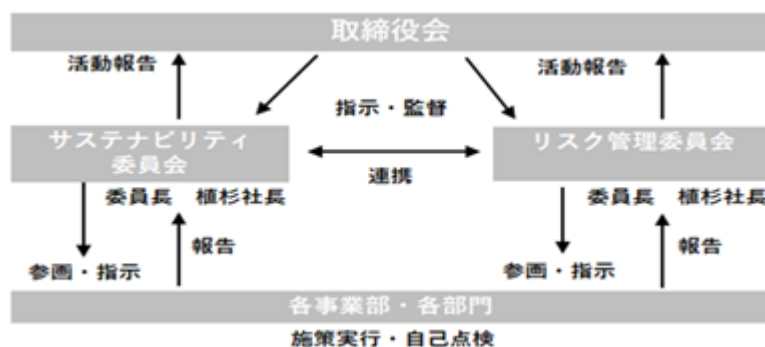 取締役会
活動報告
活動報告
指示・監督
サステナビリティ
委員会
リスク管理委員会
連携
委員長 植杉社長
委員長 植杉社長
報告
報告
参画・指示
参画・指示
各事業部・各部門
施策実行・自己点検